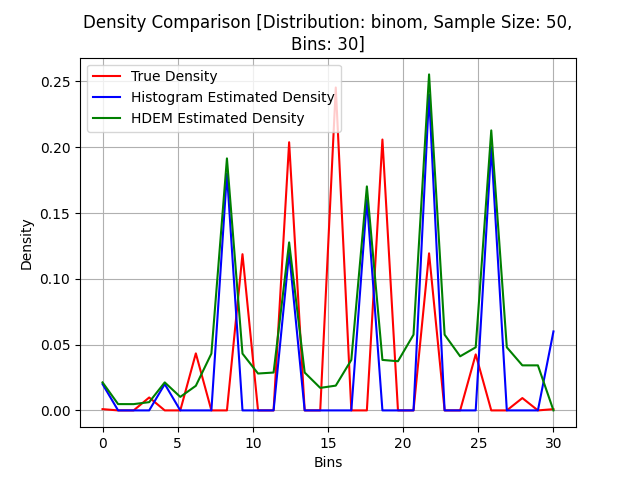 Density Comparison [Distribution: binom, Sample Size: 50,
Bins: 30]
True Density
Histogram Estimated Density
HDEM Estimated Density
0.25
0.20
0.15
0.10
0.05
0.00
Density
0 5 10 15 20 25 30
Bins